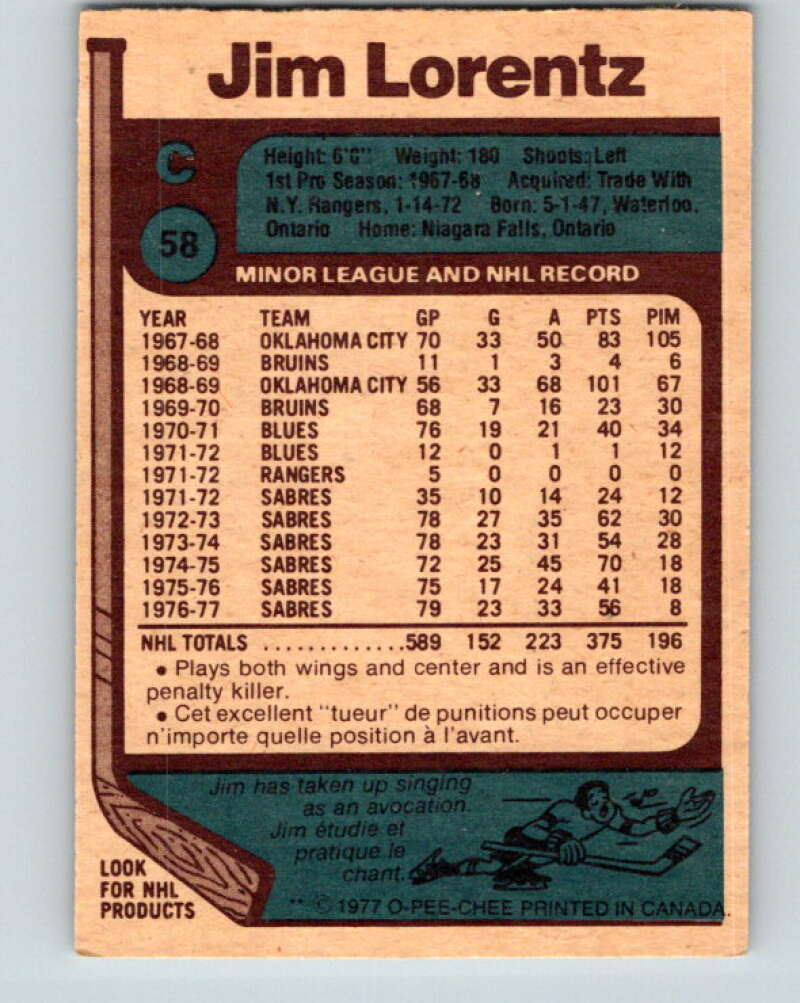 Jim Lorentz
C
Height: 6'0" Weight: 180 Shoots: Left
1st Pro Season: 1967-68 Acquired: Trade With
N.Y. Rangers, 1-14-72 Born: 5-1-47, Waterloo,
Ontario Home: Niagara Falls, Ontario
58
MINOR LEAGUE AND NHL RECORD
YEAR TEAM GP G A PTS PIM
1967-68 OKLAHOMA CITY 70 33 50 83 105
1968-69 BRUINS 11 1 3 4 6
1968-69 OKLAHOMA CITY 56 33 68 101 67
1969-70 BRUINS 68 7 16 23 30
1970-71 BLUES 76 19 21 40 34
1971-72 BLUES 12 0 1 1 12
1971-72 RANGERS 5 0 0 0 0
1971-72 SABRES 35 10 14 24 12
1972-73 SABRES 78 27 35 62 30
1973-74 SABRES 78 23 31 54 28
1974-75 SABRES 72 25 45 70 18
1975-76 SABRES 75 17 24 41 18
1976-77 SABRES 79 23 33 56 8
NHL TOTALS .............589 152 223 375 196
• Plays both wings and center and is an effective
penalty killer.
• Cet excellent "tueur" de punitions peut occuper
n'importe quelle position à l'avant.
Jim has taken up singing
as an avocation.
Jim étudie et
pratique le
chant.
LOOK
FOR NHL
PRODUCTS
** © 1977 O-PEE-CHEE PRINTED IN CANADA.